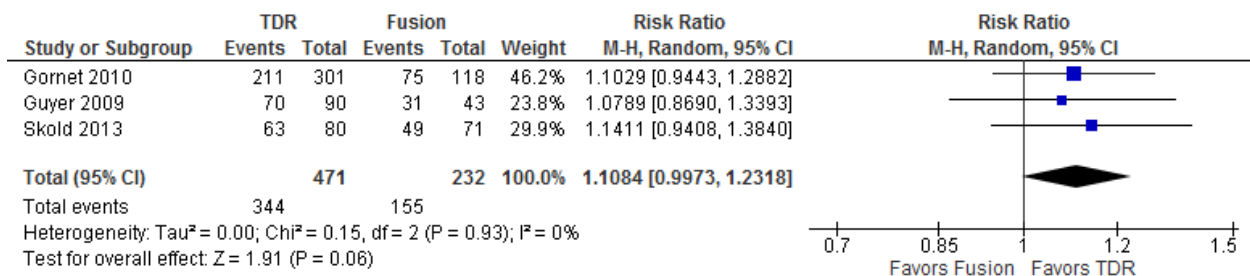 TDR Fusion Risk Ratio Risk Ratio
Study or Subgroup Events Total Events Total Weight M-H, Random, 95% CI M-H, Random, 95% CI
Gornet 2010 211 301 75 118 46.2% 1.1029 [0.9443, 1.2882]
Guyer 2009 70 90 31 43 23.8% 1.0789 [0.8690, 1.3393]
Skold 2013 63 80 49 71 29.9% 1.1411 [0.9408, 1.3840]
Total (95% CI) 471 232 100.0% 1.1084 [0.9973, 1.2318]
Total events 344 155
Heterogeneity: Tau² = 0.00; Chi² = 0.15, df = 2 (P = 0.93); I² = 0%
Test for overall effect: Z = 1.91 (P = 0.06)
0.7 0.85 1 1.2 1.5
Favors Fusion Favors TDR